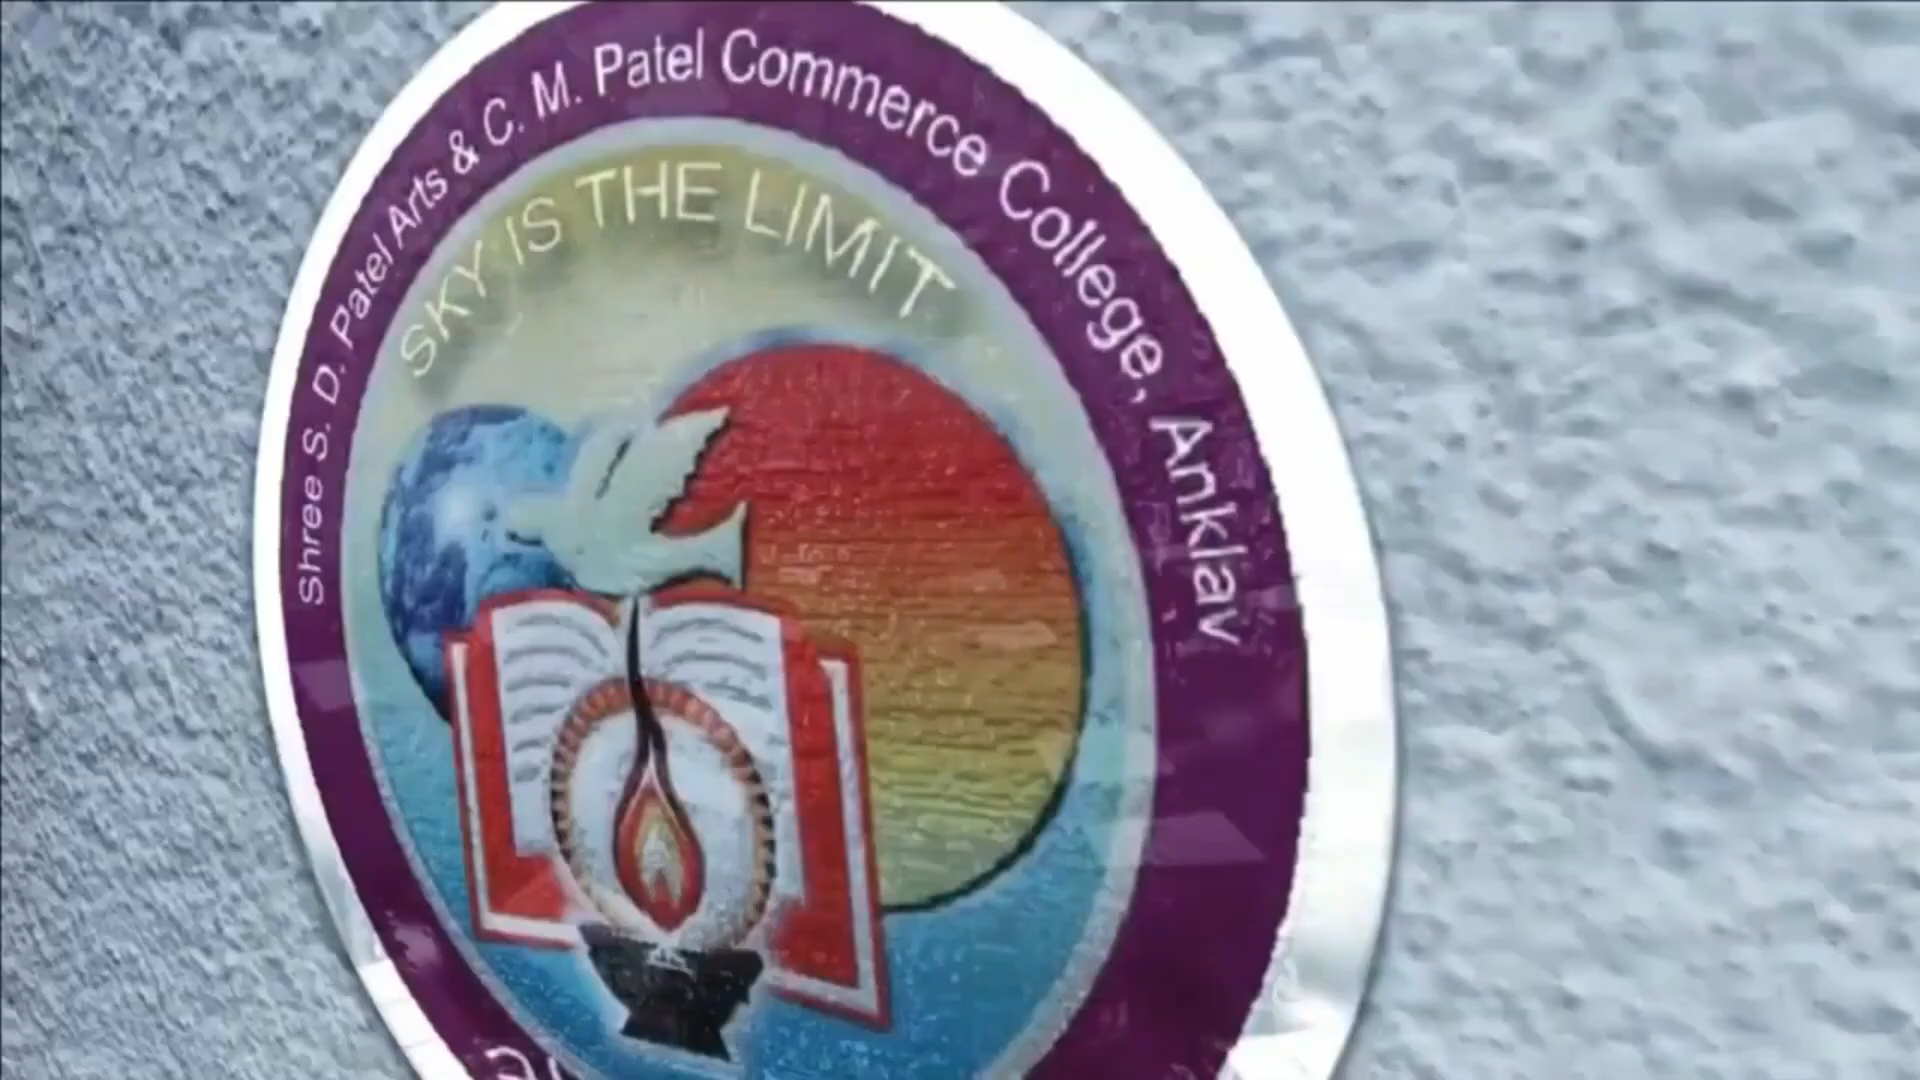 Shree S. D. Patel Arts & C. M. Patel Commerce College, Anklav
SKY IS THE LIMIT